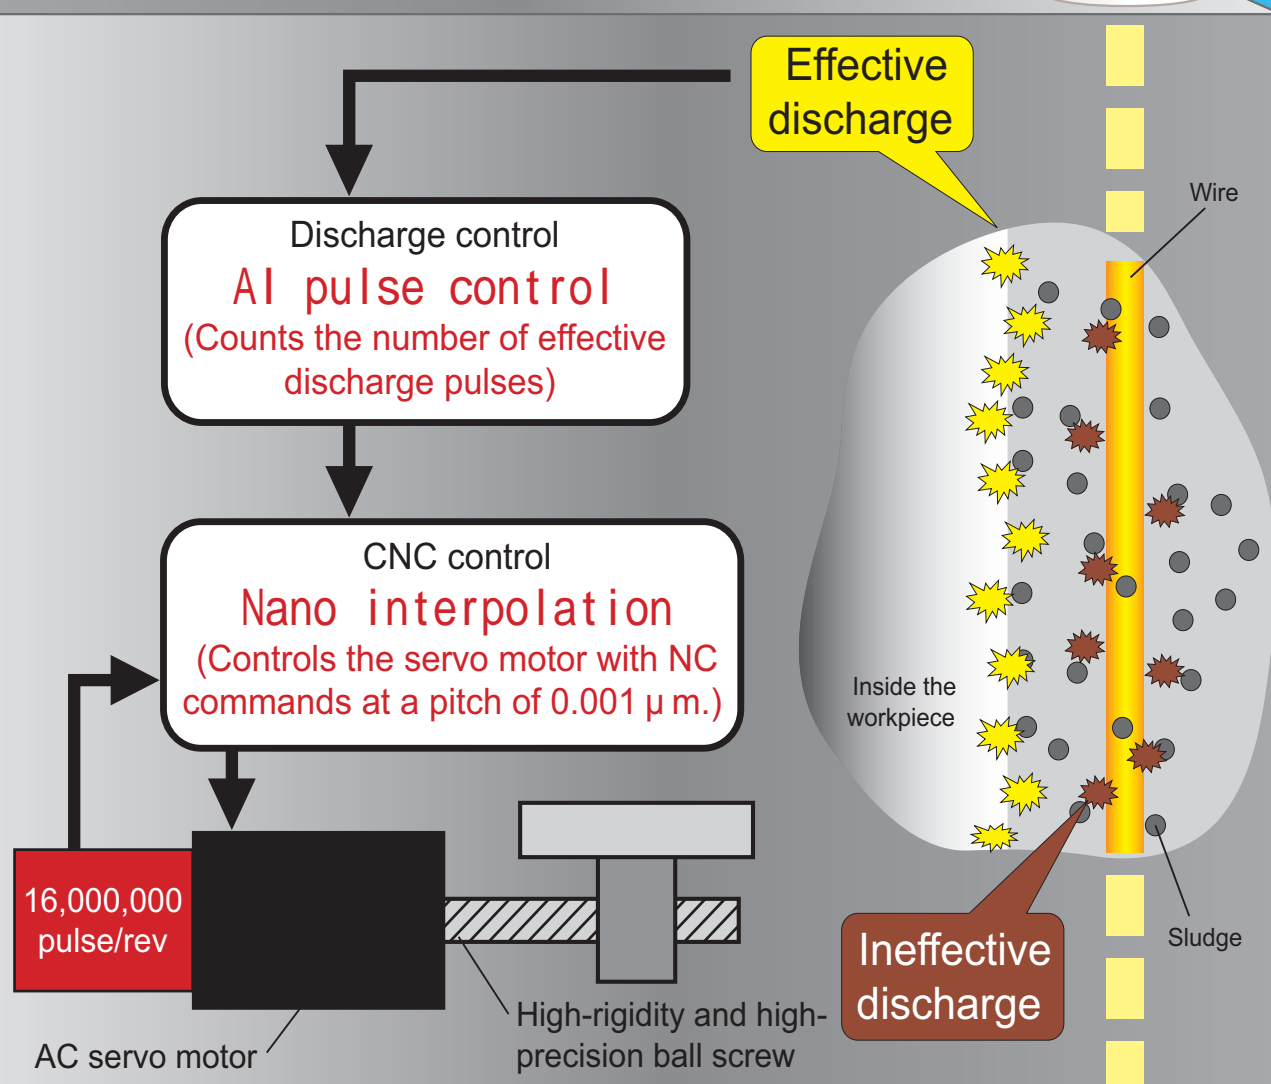 Effective
discharge
Wire
Discharge control
AI pulse control
(Counts the number of effective
discharge pulses)
CNC control
Nano interpolation
(Controls the servo motor with NC
commands at a pitch of 0.001 μ m.)
Inside the
workpiece
16,000,000
pulse/rev
Ineffective
discharge
Sludge
High-rigidity and high-
precision ball screw
AC servo motor